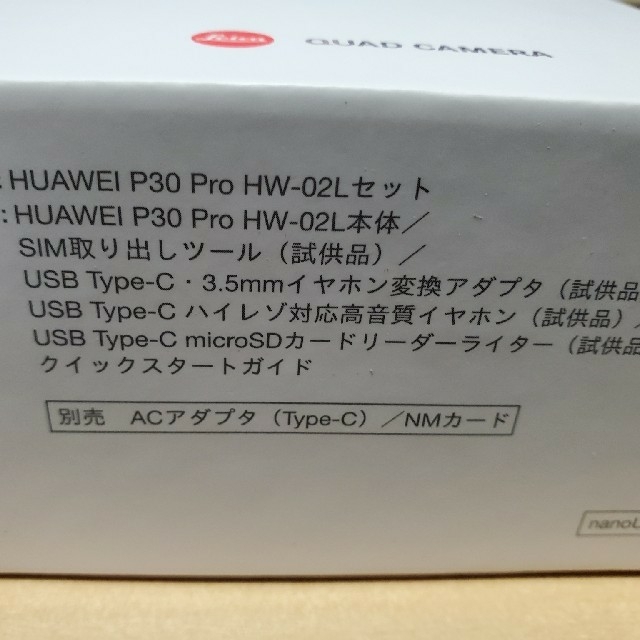 Leica QUAD CAMERA
HUAWEI P30 Pro HW-02Lセット
: HUAWEI P30 Pro HW-02L本体／
SIM取り出しツール（試供品）／
USB Type-C・3.5mmイヤホン変換アダプタ（試供品
USB Type-C ハイレゾ対応高音質イヤホン（試供品）／
USB Type-C microSDカードリーダーライター（試供品
クイックスタートガイド
別売 ACアダプタ（Type-C）／NMカード